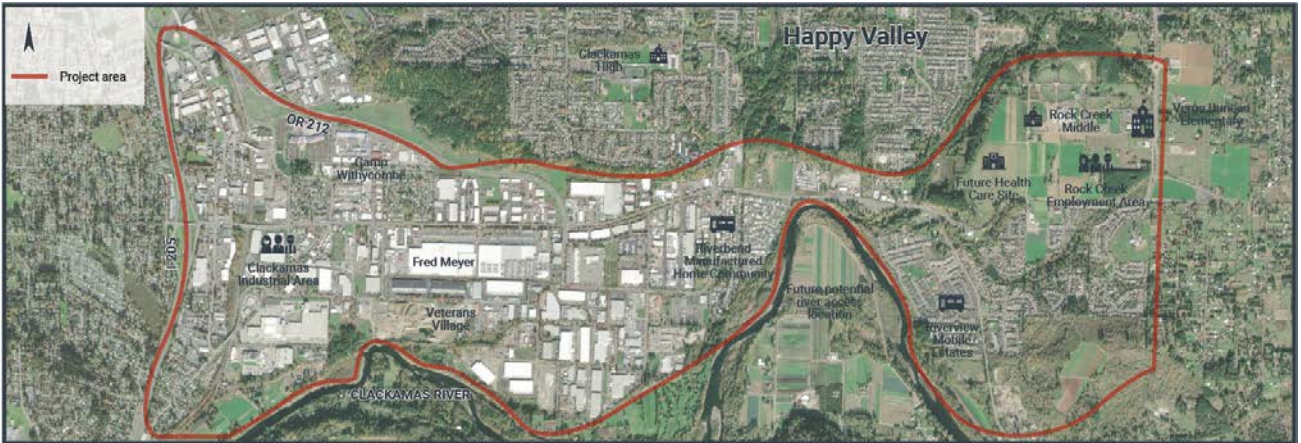 Project area
Happy Valley
Clackamas
High
OR 212
Camp
Withycombe
I-205
Clackamas
Industrial Area
Fred Meyer
Veterans
Village
CLACKAMAS RIVER
Riverbend
Manufactured
Home Community
Future potential
river access
location
Riverview
Mobile
Estates
Future Health
Care Site
Rock Creek
Middle
Rock Creek
Employment Area
Verne Duncan
Elementary